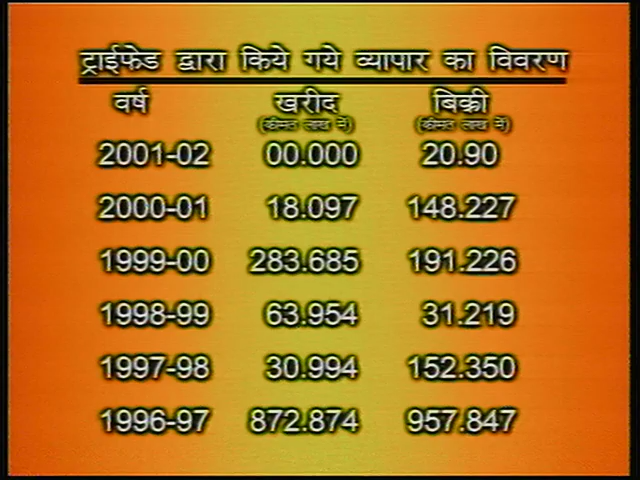 ट्राईफेड द्वारा किये गये व्यापार का विवरण
वर्ष खरीद बिक्री
(कीमत लाख में) (कीमत लाख में)
2001-02 00.000 20.90
2000-01 18.097 148.227
1999-00 283.685 191.226
1998-99 63.954 31.219
1997-98 30.994 152.350
1996-97 872.874 957.847